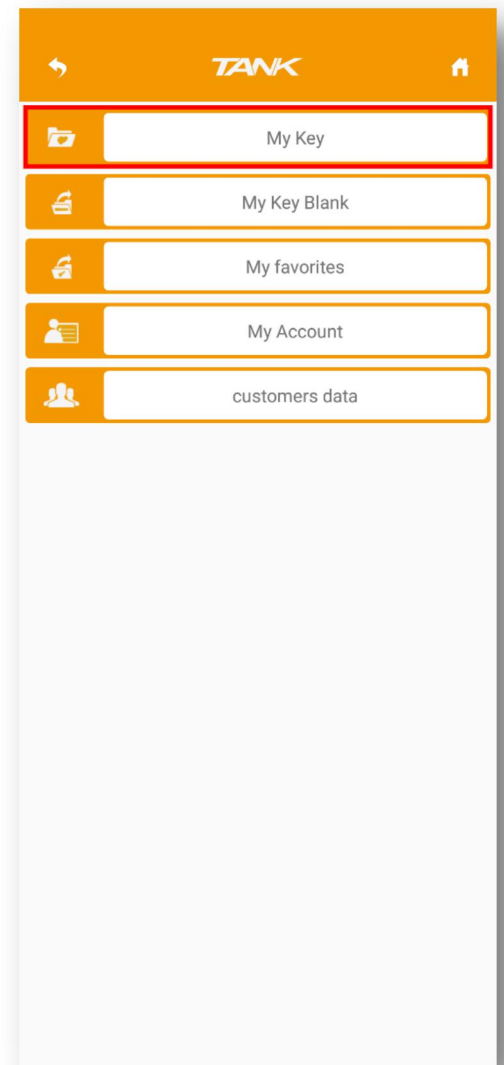 TANK
My Key
My Key Blank
My favorites
My Account
customers data